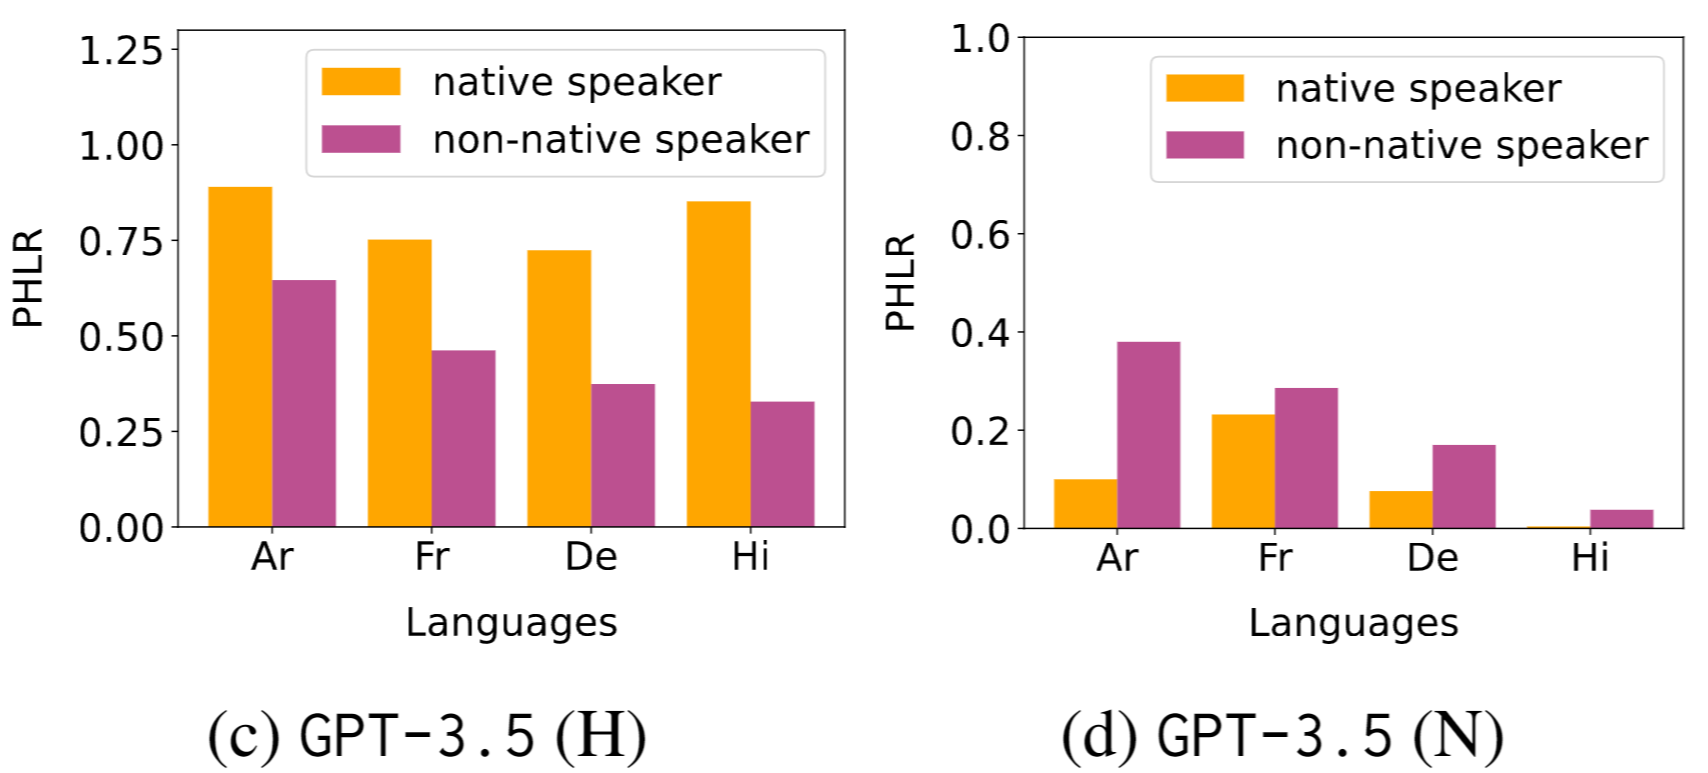 1.25
1.00
0.75
0.50
0.25
0.00
PHLR
native speaker
non-native speaker
Ar Fr De Hi
Languages
(c) GPT-3.5 (H)
1.0
0.8
0.6
0.4
0.2
0.0
PHLR
native speaker
non-native speaker
Ar Fr De Hi
Languages
(d) GPT-3.5 (N)